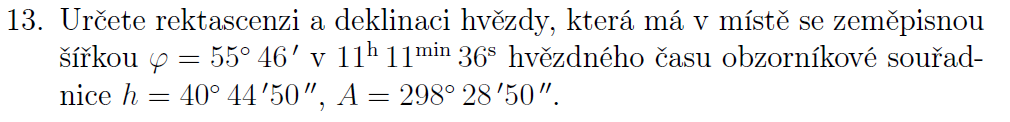 13. Určete rektascenzi a deklinaci hvězdy, která má v místě se zeměpisnou
šířkou φ = 55° 46′ v 11ʰ 11ᵐⁱⁿ 36ˢ hvězdného času obzorníkové souřad-
nice h = 40° 44′50″, A = 298° 28′50″.